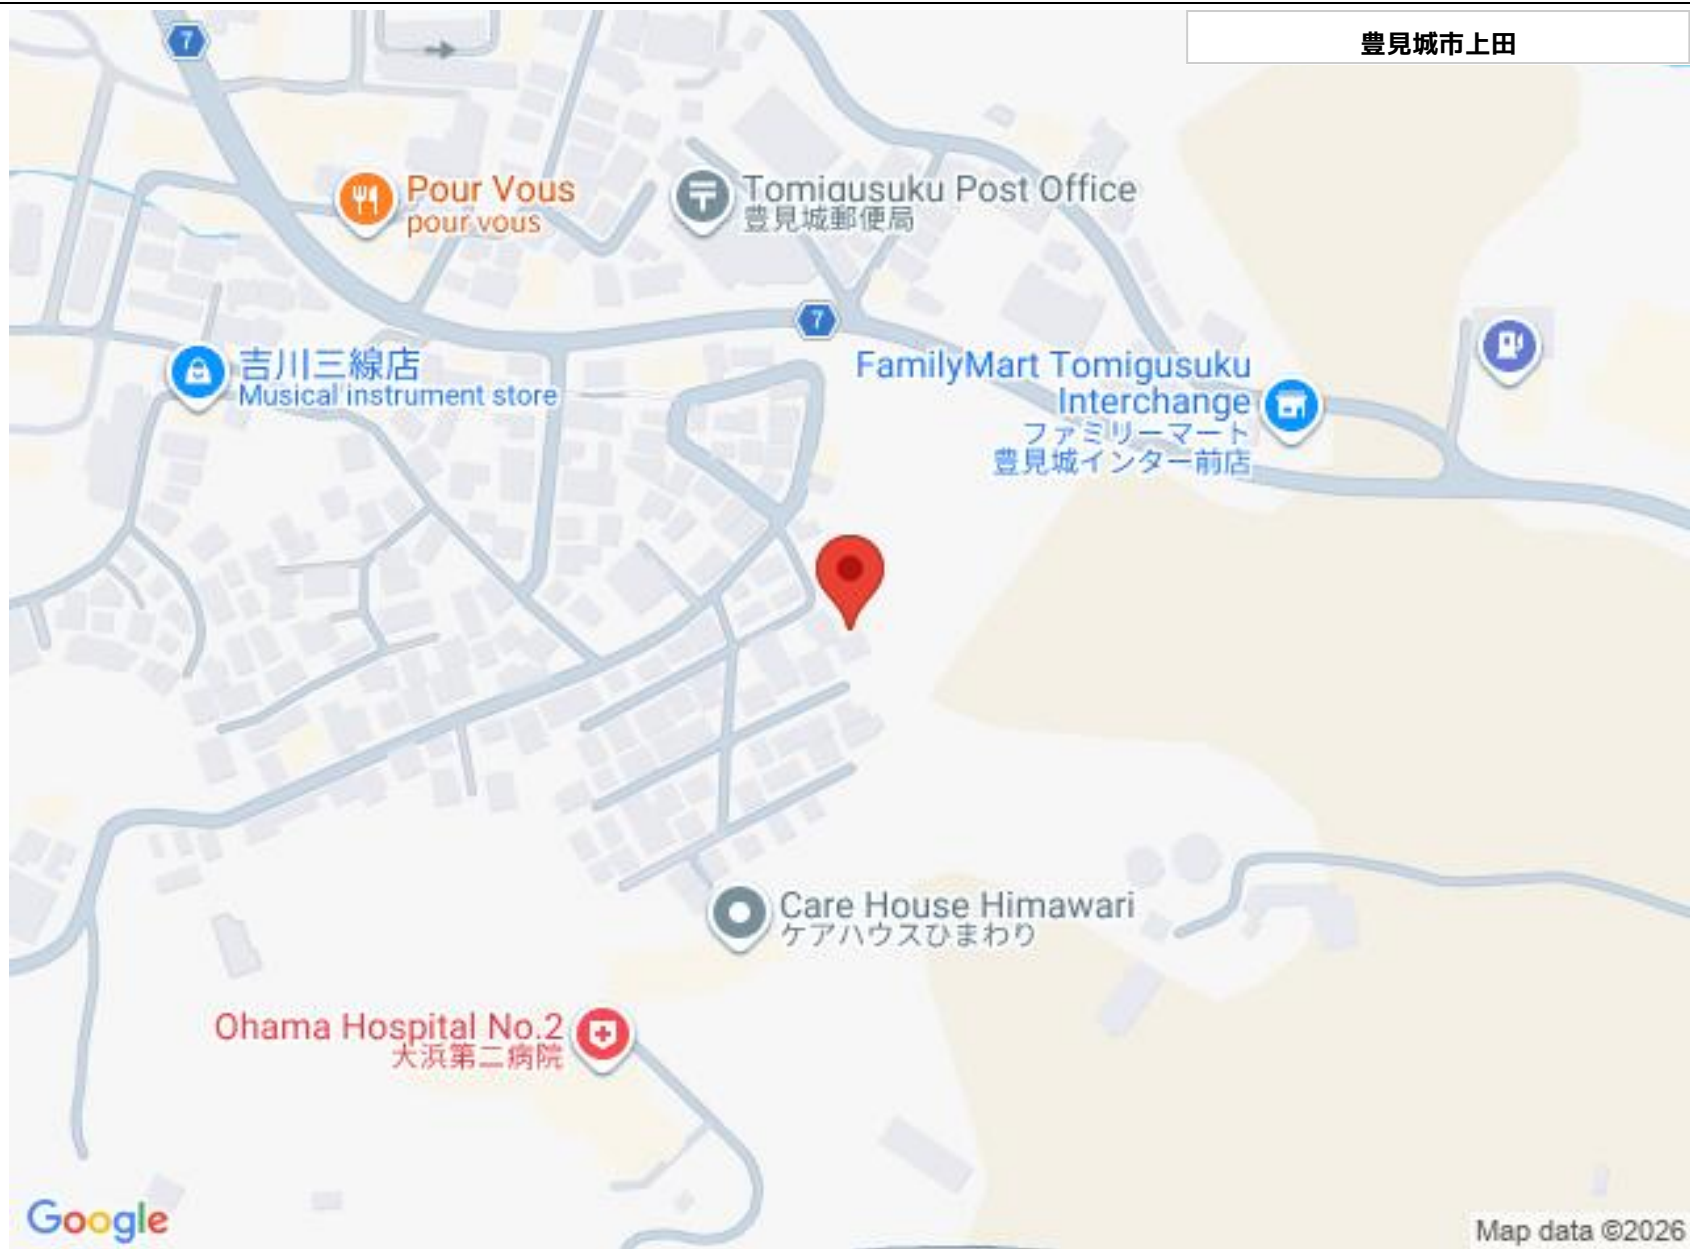 豊見城市上田
7
Pour Vous
pour vous
Tomigusuku Post Office
豊見城郵便局
7
吉川三線店
Musical instrument store
FamilyMart Tomigusuku
Interchange
ファミリーマート
豊見城インター前店
Care House Himawari
ケアハウスひまわり
Ohama Hospital No.2
大浜第二病院
Google
Map data ©2026